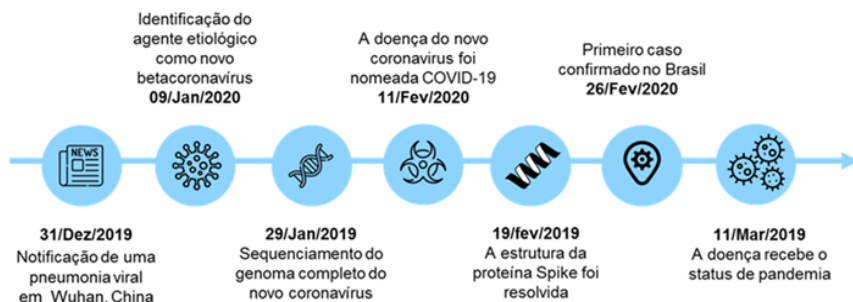 Identificação do
agente etiológico
como novo
betacoronavírus
09/Jan/2020
A doença do novo
coronavirus foi
nomeada COVID-19
11/Fev/2020
Primeiro caso
confirmado no Brasil
26/Fev/2020
NEWS
31/Dez/2019
Notificação de uma
pneumonia viral
em Wuhan, China
29/Jan/2019
Sequenciamento do
genoma completo do
novo coronavírus
19/fev/2019
A estrutura da
proteína Spike foi
resolvida
11/Mar/2019
A doença recebe o
status de pandemia